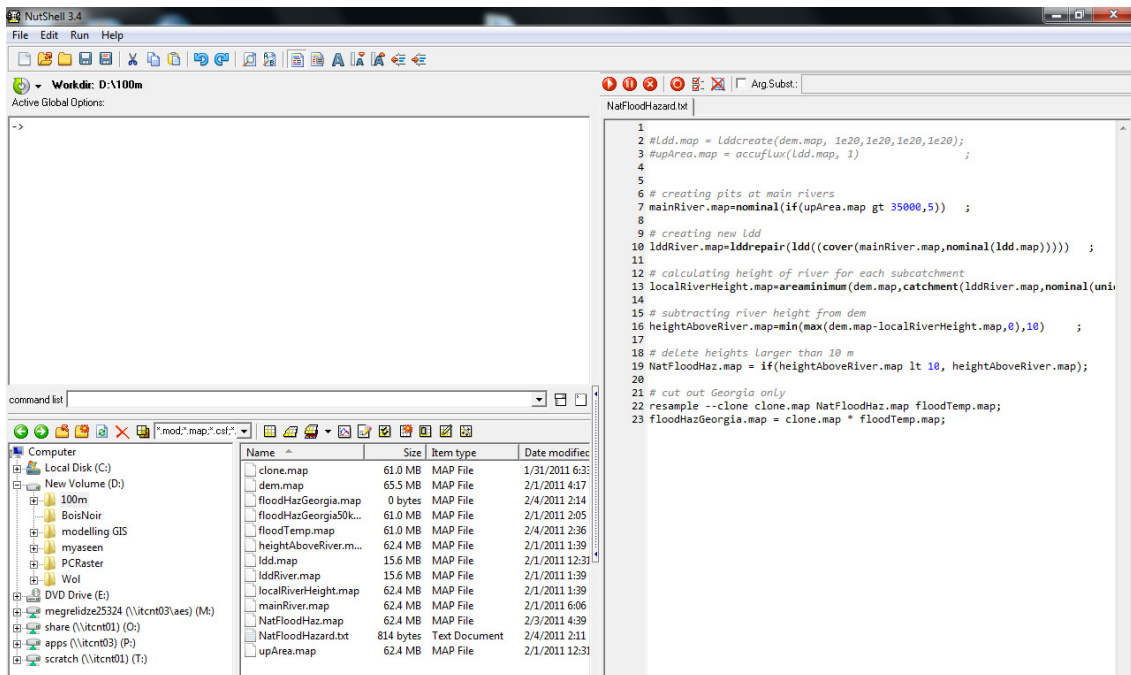 NutShell 3.4
File Edit Run Help
Workdir: D:\100m
Active Global Options:
->
command list
*.mod;*.map;*.csf;*.
Computer
Local Disk (C:)
New Volume (D:)
100m
BoisNoir
modelling GIS
myaseen
PCRaster
Wol
DVD Drive (E:)
megrelidze25324 (\\itcnt03\aes) (M:)
share (\\itcnt01) (O:)
apps (\\itcnt03) (P:)
scratch (\\itcnt01) (T:)
Name Size Item type Date modified
clone.map 61.0 MB MAP File 1/31/2011 6:33
dem.map 65.5 MB MAP File 2/1/2011 4:17
floodHazGeorgia.map 0 bytes MAP File 2/4/2011 2:14
floodHazGeorgia50k... 61.0 MB MAP File 2/1/2011 2:05
floodTemp.map 61.0 MB MAP File 2/4/2011 2:36
heightAboveRiver.m... 62.4 MB MAP File 2/1/2011 1:39
ldd.map 15.6 MB MAP File 2/1/2011 12:31
lddRiver.map 15.6 MB MAP File 2/1/2011 1:39
localRiverHeight.map 62.4 MB MAP File 2/1/2011 1:39
mainRiver.map 62.4 MB MAP File 2/1/2011 6:06
NatFloodHaz.map 62.4 MB MAP File 2/3/2011 4:39
NatFloodHazard.txt 814 bytes Text Document 2/4/2011 2:11
upArea.map 62.4 MB MAP File 2/1/2011 12:31
Arg.Subst.:
NatFloodHazard.txt
1
2 #ldd.map = lddcreate(dem.map, 1e20,1e20,1e20,1e20);
3 #upArea.map = accuflux(ldd.map, 1) ;
4
5
6 # creating pits at main rivers
7 mainRiver.map=nominal(if(upArea.map gt 35000,5)) ;
8
9 # creating new ldd
10 lddRiver.map=lddrepair(ldd((cover(mainRiver.map,nominal(ldd.map))))) ;
11
12 # calculating height of river for each subcatchment
13 localRiverHeight.map=areaminimum(dem.map,catchment(lddRiver.map,nominal(uni
14
15 # subtracting river height from dem
16 heightAboveRiver.map=min(max(dem.map-localRiverHeight.map,0),10) ;
17
18 # delete heights larger than 10 m
19 NatFloodHaz.map = if(heightAboveRiver.map lt 10, heightAboveRiver.map);
20
21 # cut out Georgia only
22 resample --clone clone.map NatFloodHaz.map floodTemp.map;
23 floodHazGeorgia.map = clone.map * floodTemp.map;